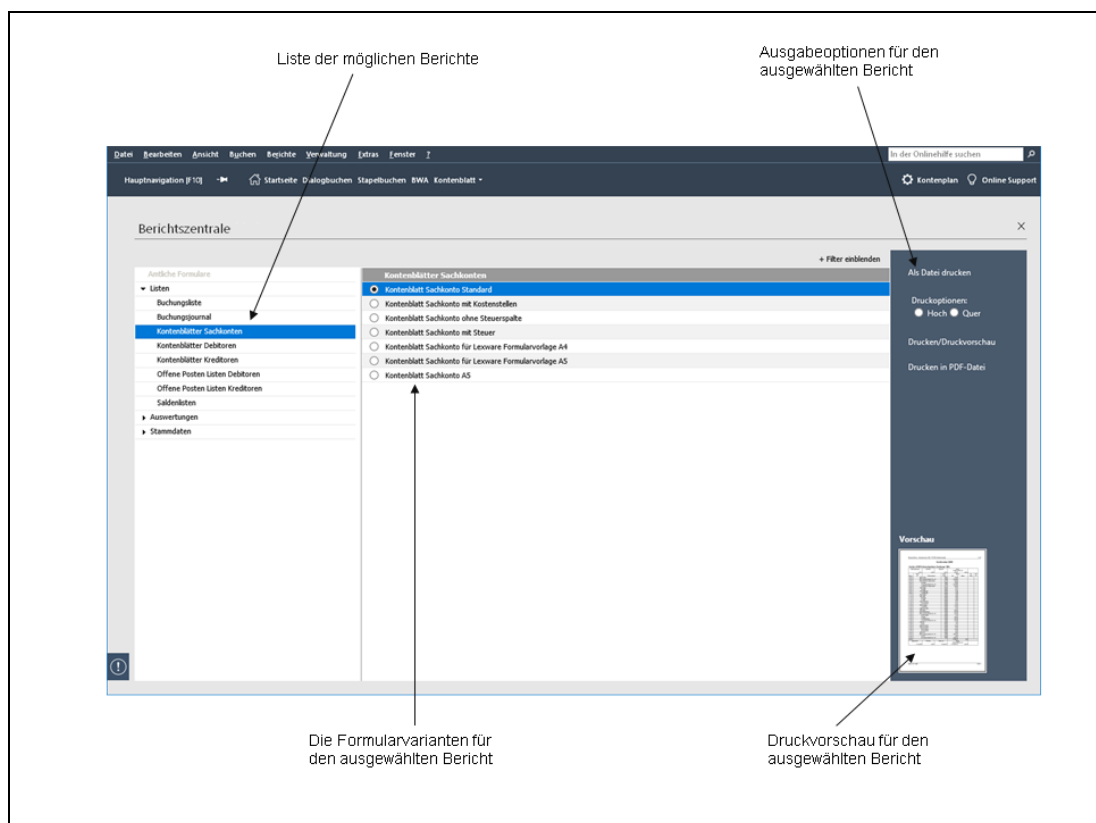 Liste der möglichen Berichte
Ausgabeoptionen für den
ausgewählten Bericht
Datei Bearbeiten Ansicht Buchen Berichte Verwaltung Extras Fenster ?
In der Onlinehilfe suchen
Hauptnavigation [F10] Startseite Dialogbuchen Stapelbuchen BWA Kontenblatt
Kontenplan Online Support
Berichtszentrale
+ Filter einblenden
Amtliche Formulare
Listen
Buchungsliste
Buchungsjournal
Kontenblätter Sachkonten
Kontenblätter Debitoren
Kontenblätter Kreditoren
Offene Posten Listen Debitoren
Offene Posten Listen Kreditoren
Saldenlisten
Auswertungen
Stammdaten
Kontenblätter Sachkonten
Kontenblatt Sachkonto Standard
Kontenblatt Sachkonto mit Kostenstellen
Kontenblatt Sachkonto ohne Steuerspalte
Kontenblatt Sachkonto mit Steuer
Kontenblatt Sachkonto für Lexware Formularvorlage A4
Kontenblatt Sachkonto für Lexware Formularvorlage A5
Kontenblatt Sachkonto A5
Als Datei drucken
Druckoptionen:
Hoch Quer
Drucken/Druckvorschau
Drucken in PDF-Datei
Vorschau
Die Formularvarianten für
den ausgewählten Bericht
Druckvorschau für den
ausgewählten Bericht